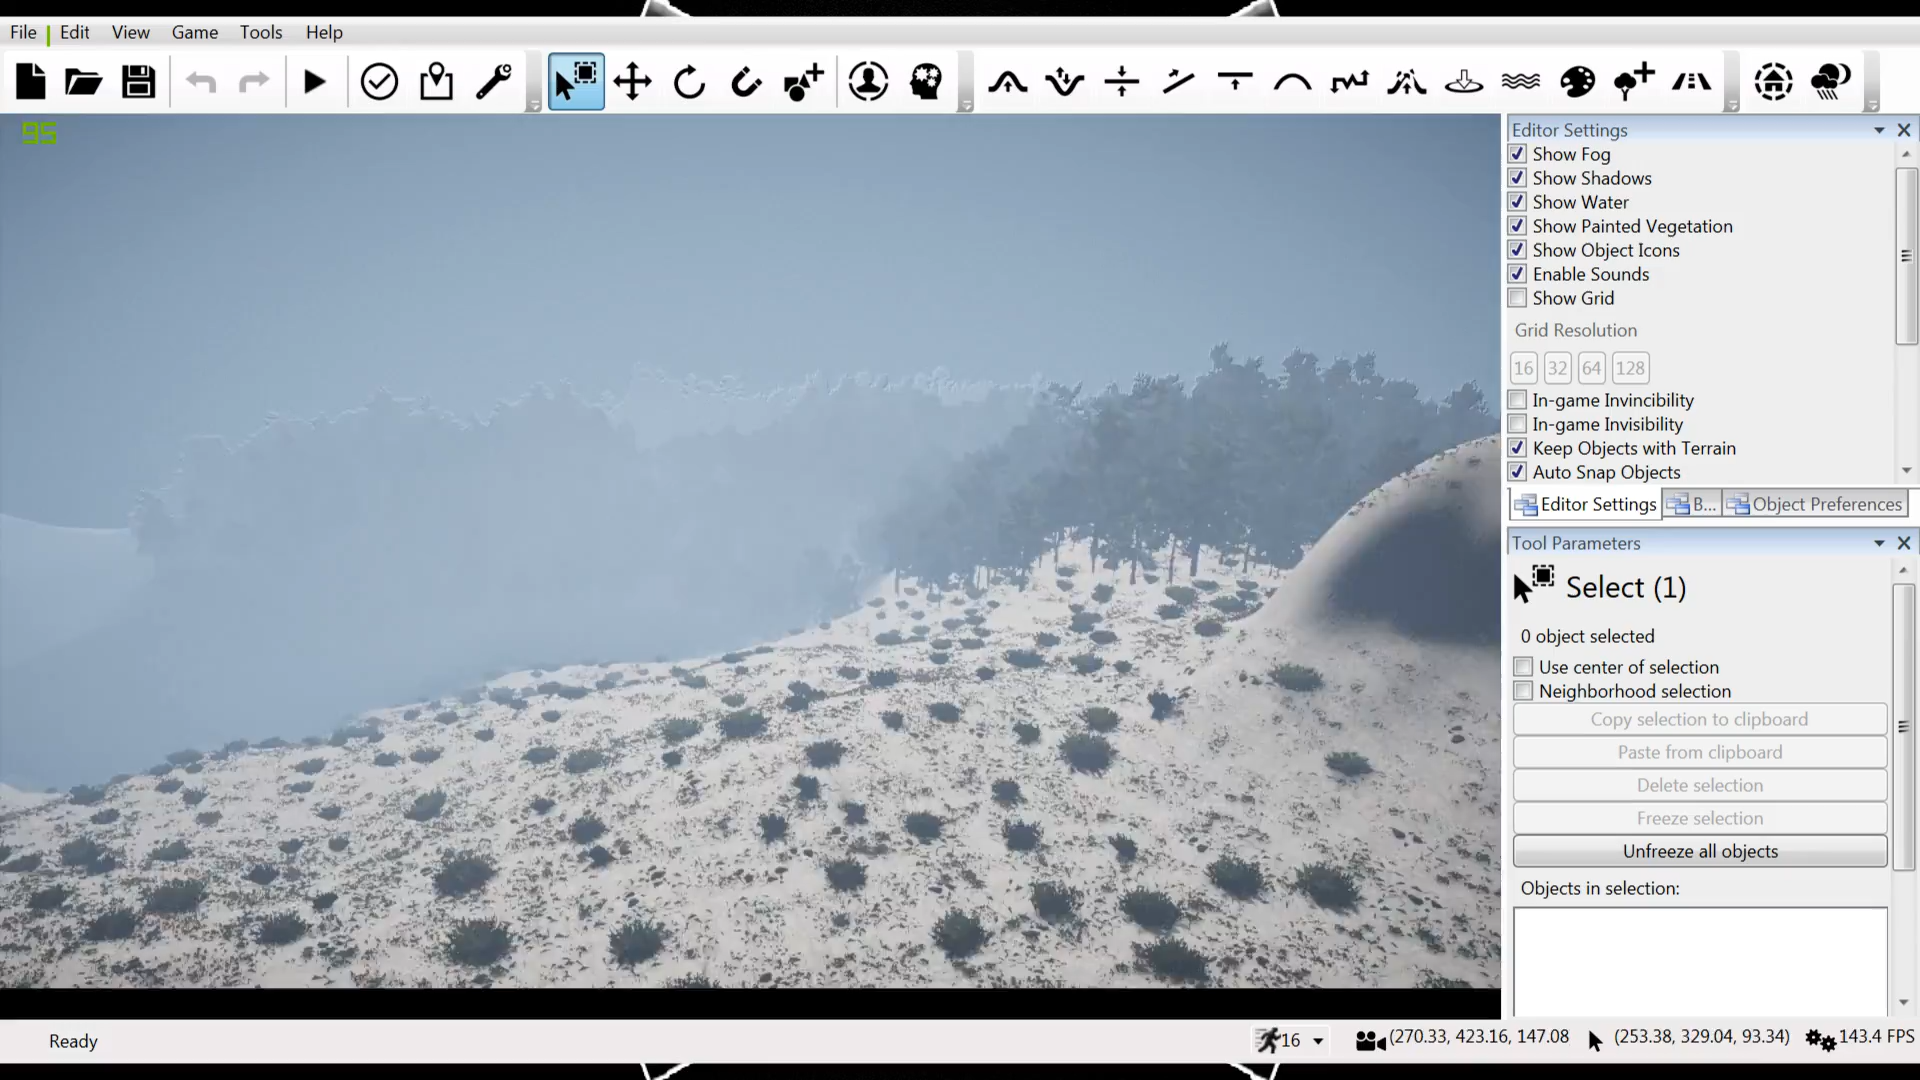 File Edit View Game Tools Help
95
Editor Settings
Show Fog
Show Shadows
Show Water
Show Painted Vegetation
Show Object Icons
Enable Sounds
Show Grid
Grid Resolution
16 32 64 128
In-game Invincibility
In-game Invisibility
Keep Objects with Terrain
Auto Snap Objects
Editor Settings B... Object Preferences
Tool Parameters
Select (1)
0 object selected
Use center of selection
Neighborhood selection
Copy selection to clipboard
Paste from clipboard
Delete selection
Freeze selection
Unfreeze all objects
Objects in selection:
Ready 16 (270.33, 423.16, 147.08 (253.38, 329.04, 93.34) 143.4 FPS